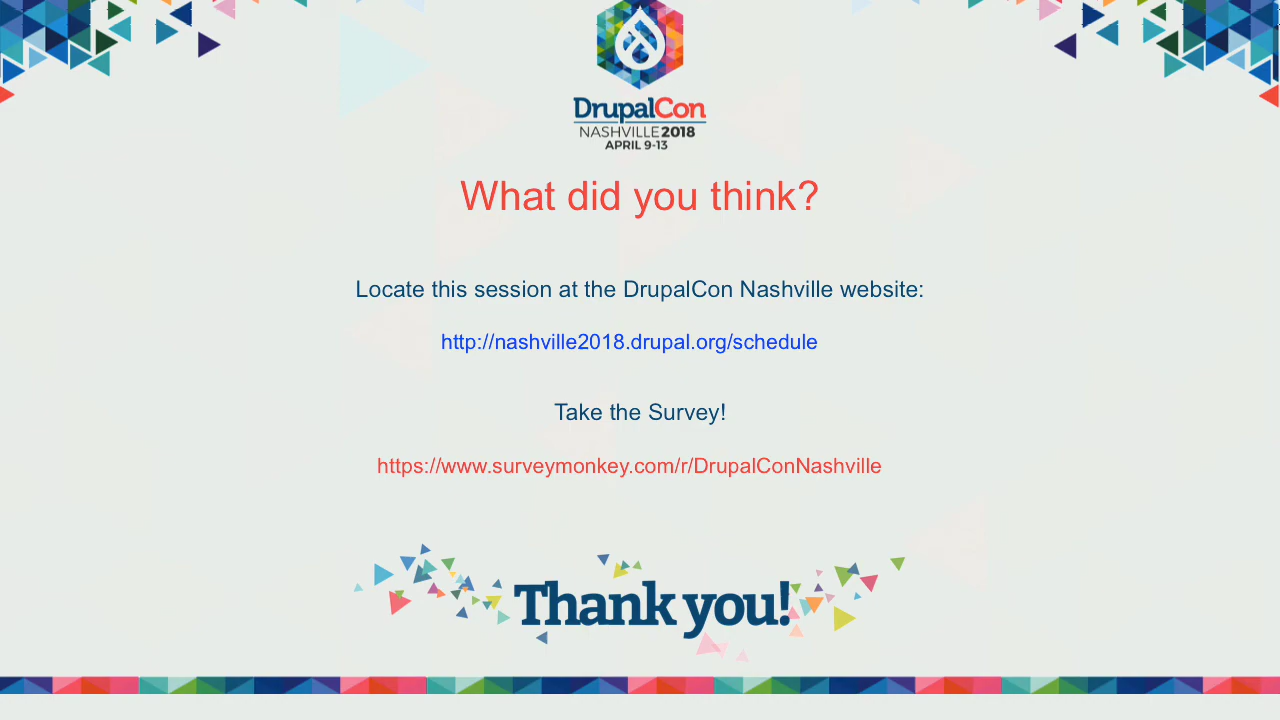 DrupalCon
NASHVILLE 2018
APRIL 9-13
What did you think?
Locate this session at the DrupalCon Nashville website:
http://nashville2018.drupal.org/schedule
Take the Survey!
https://www.surveymonkey.com/r/DrupalConNashville
Thank you!